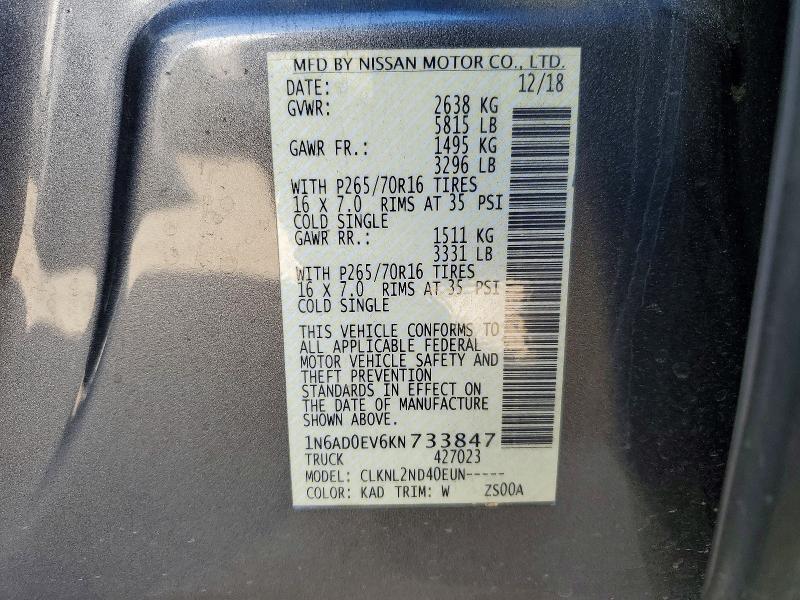 MFD BY NISSAN MOTOR CO., LTD.
DATE: 12/18
GVWR: 2638 KG
5815 LB
GAWR FR.: 1495 KG
3296 LB
WITH P265/70R16 TIRES
16 X 7.0 RIMS AT 35 PSI
COLD SINGLE
GAWR RR.: 1511 KG
3331 LB
WITH P265/70R16 TIRES
16 X 7.0 RIMS AT 35 PSI
COLD SINGLE
THIS VEHICLE CONFORMS TO
ALL APPLICABLE FEDERAL
MOTOR VEHICLE SAFETY AND
THEFT PREVENTION
STANDARDS IN EFFECT ON
THE DATE OF MANUFACTURE
SHOWN ABOVE.
1N6AD0EV6KN733847
TRUCK 427023
MODEL: CLKNL2ND40EUN-----
COLOR: KAD TRIM: W ZS00A